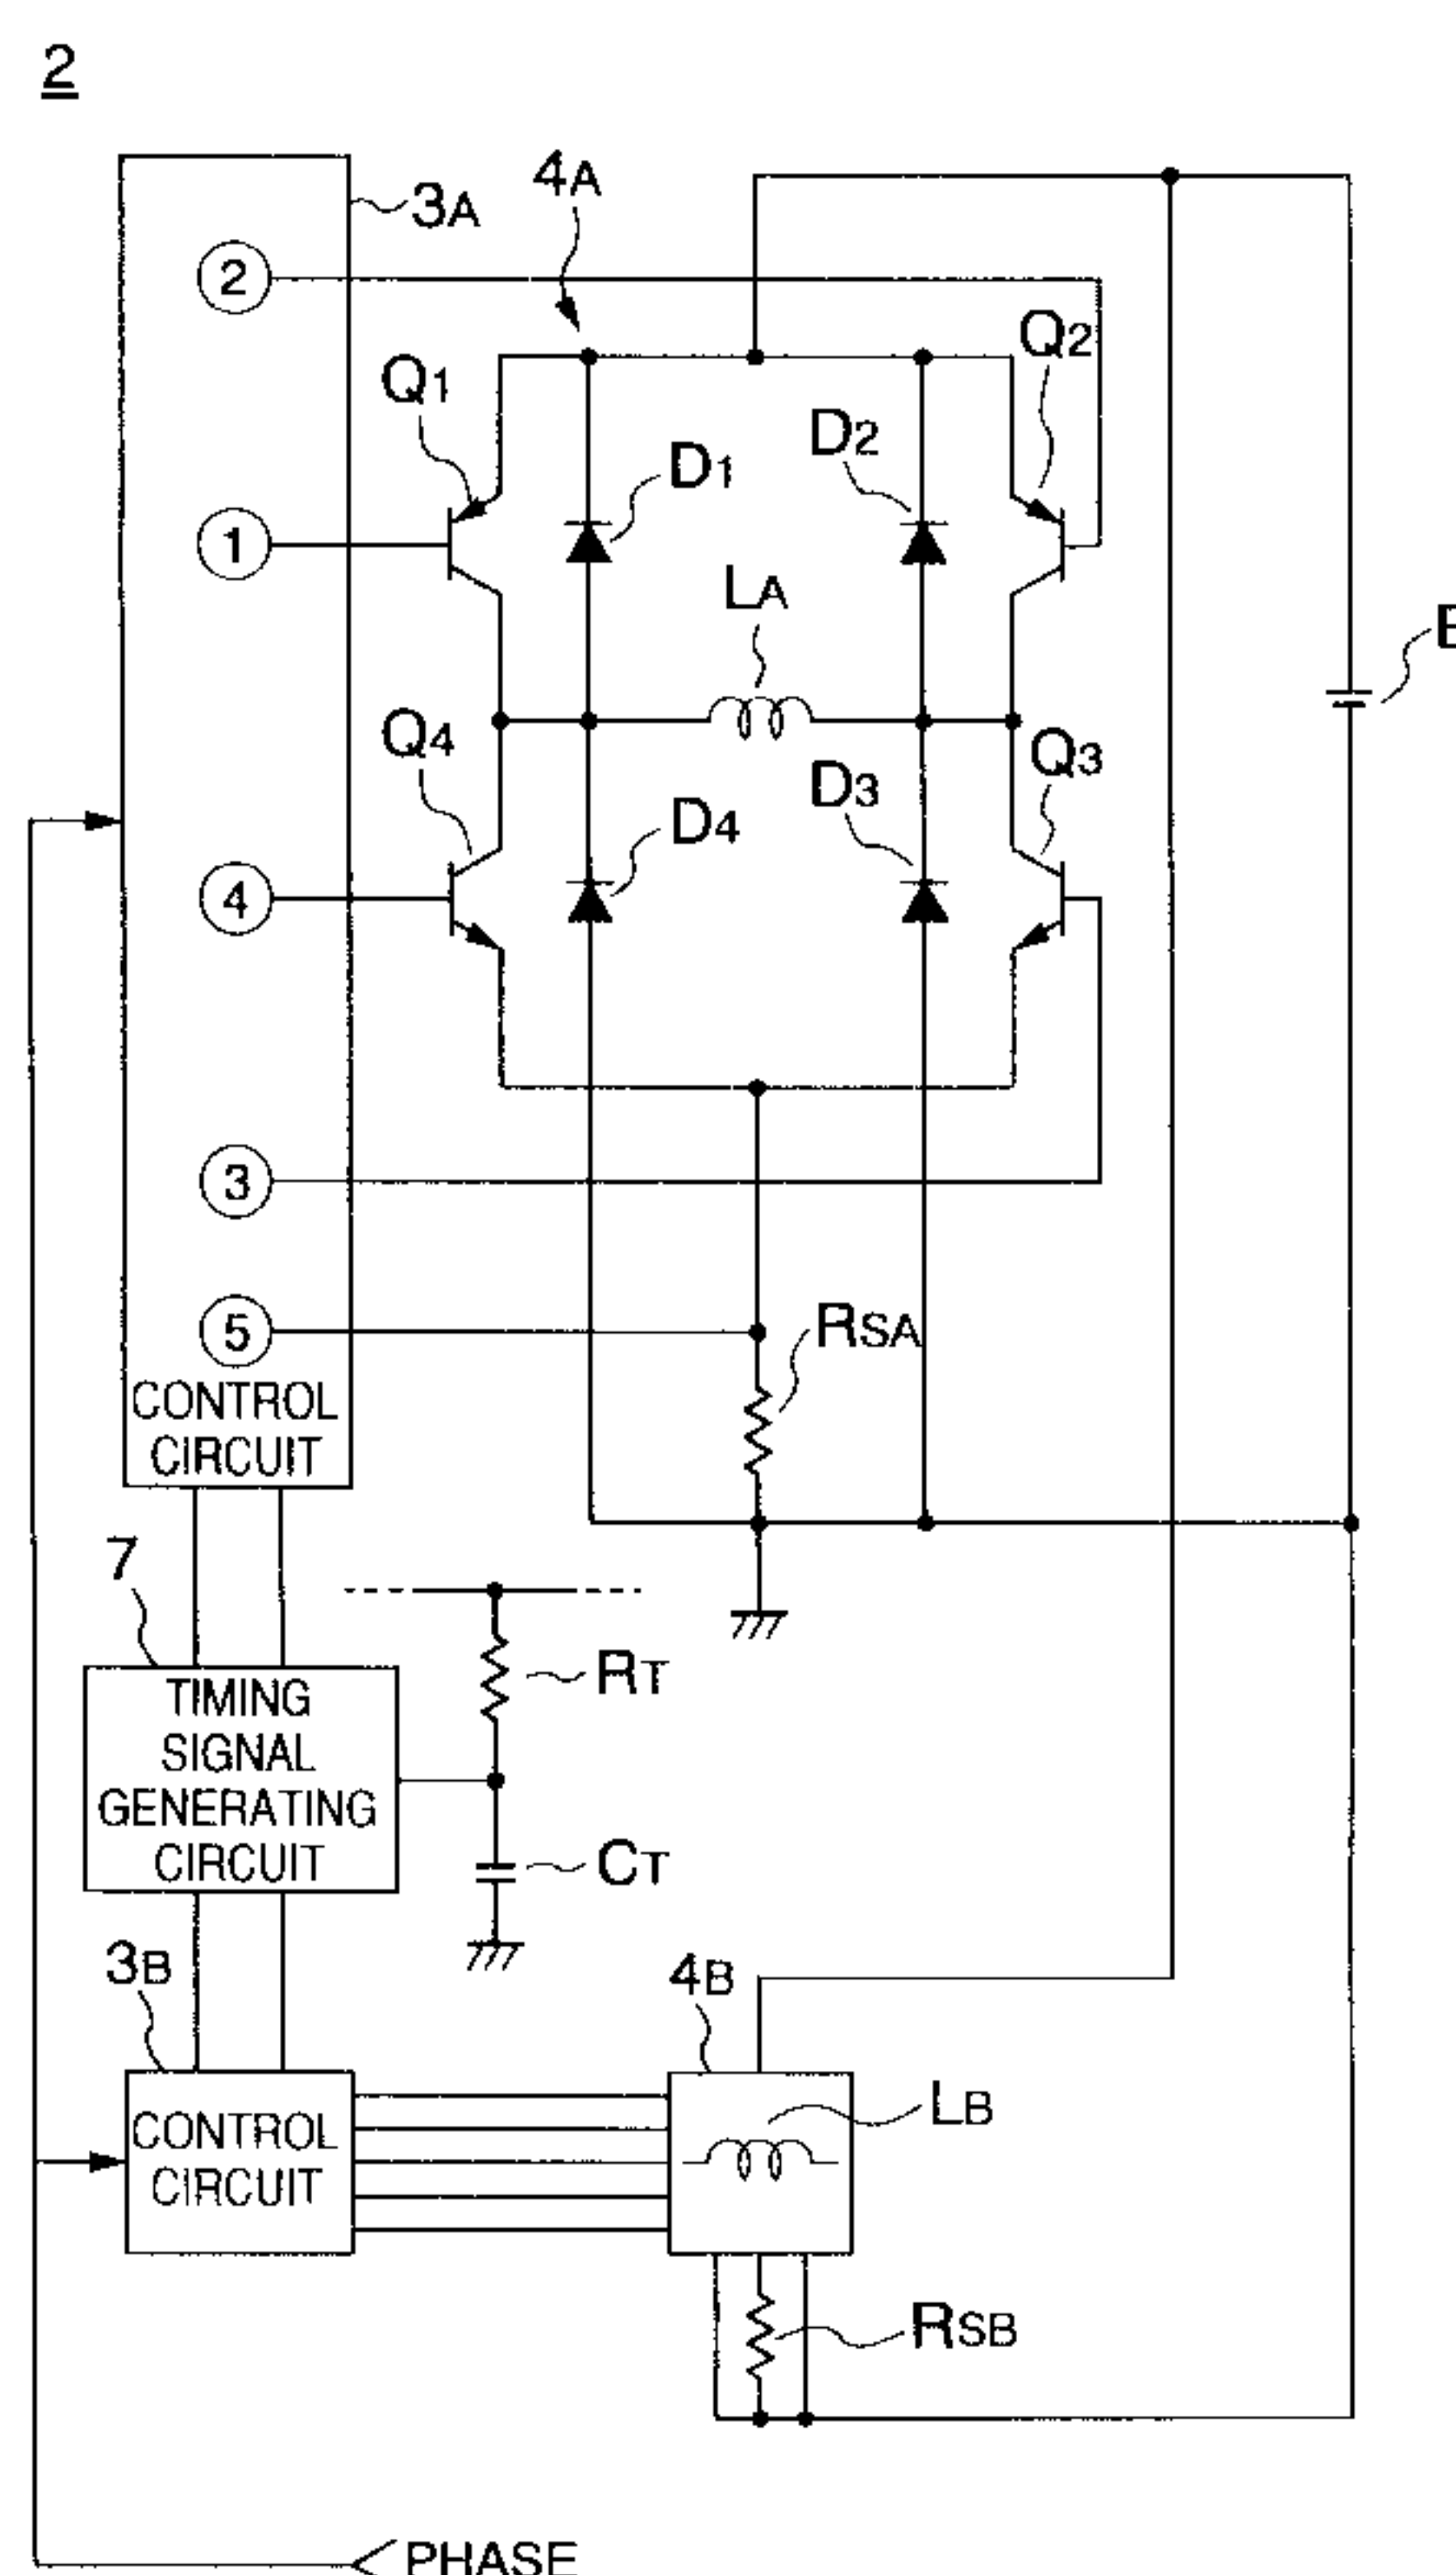 2
3A
4A
②
Q1
Q2
D1
D2
①
LA
E
Q4
Q3
D4
D3
④
③
⑤
RSA
CONTROL
CIRCUIT
7
RT
TIMING
SIGNAL
GENERATING
CIRCUIT
CT
3B
4B
LB
CONTROL
CIRCUIT
RSB
PHASE